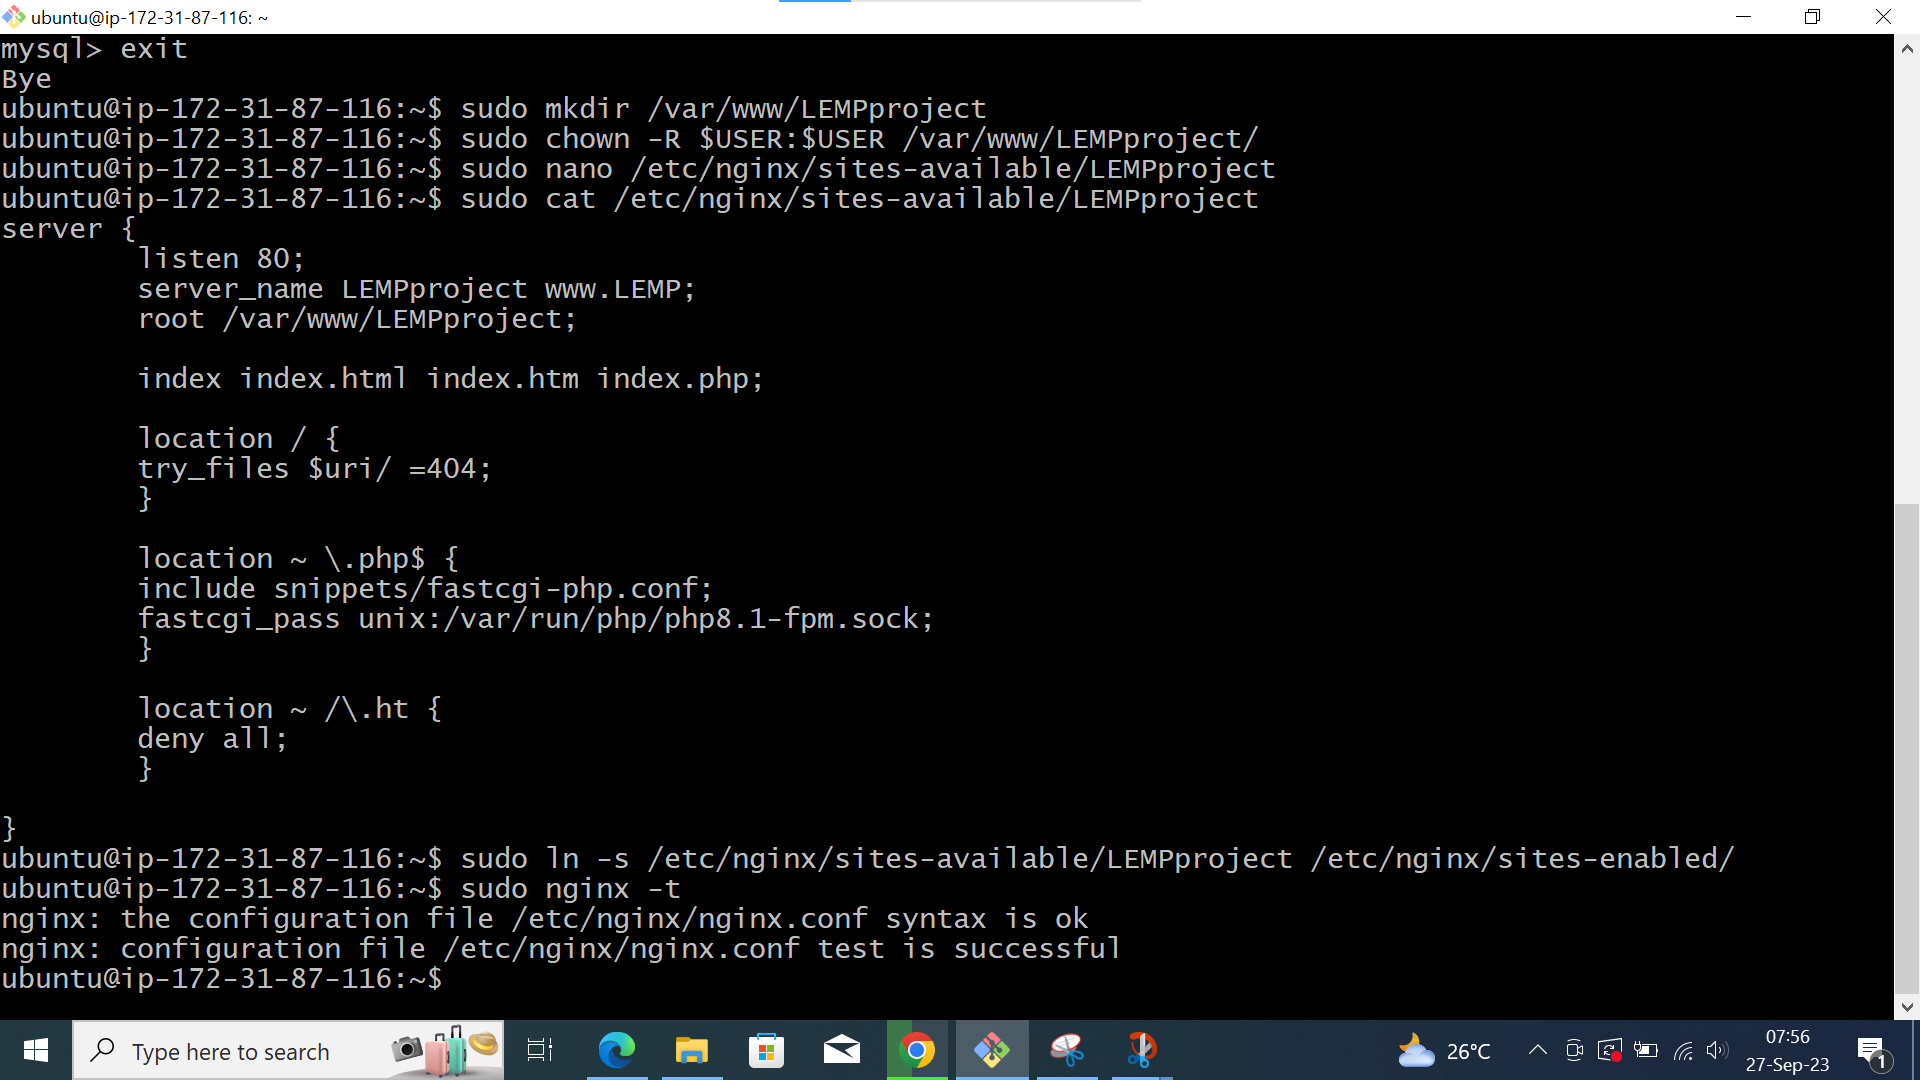 ubuntu@ip-172-31-87-116: ~
mysql> exit
Bye
ubuntu@ip-172-31-87-116:~$ sudo mkdir /var/www/LEMPproject
ubuntu@ip-172-31-87-116:~$ sudo chown -R $USER:$USER /var/www/LEMPproject/
ubuntu@ip-172-31-87-116:~$ sudo nano /etc/nginx/sites-available/LEMPproject
ubuntu@ip-172-31-87-116:~$ sudo cat /etc/nginx/sites-available/LEMPproject
server {
        listen 80;
        server_name LEMPproject www.LEMP;
        root /var/www/LEMPproject;

        index index.html index.htm index.php;

        location / {
        try_files $uri/ =404;
        }

        location ~ \.php$ {
        include snippets/fastcgi-php.conf;
        fastcgi_pass unix:/var/run/php/php8.1-fpm.sock;
        }

        location ~ /\.ht {
        deny all;
        }

}
ubuntu@ip-172-31-87-116:~$ sudo ln -s /etc/nginx/sites-available/LEMPproject /etc/nginx/sites-enabled/
ubuntu@ip-172-31-87-116:~$ sudo nginx -t
nginx: the configuration file /etc/nginx/nginx.conf syntax is ok
nginx: configuration file /etc/nginx/nginx.conf test is successful
ubuntu@ip-172-31-87-116:~$
Type here to search
26°C
07:56
27-Sep-23
1